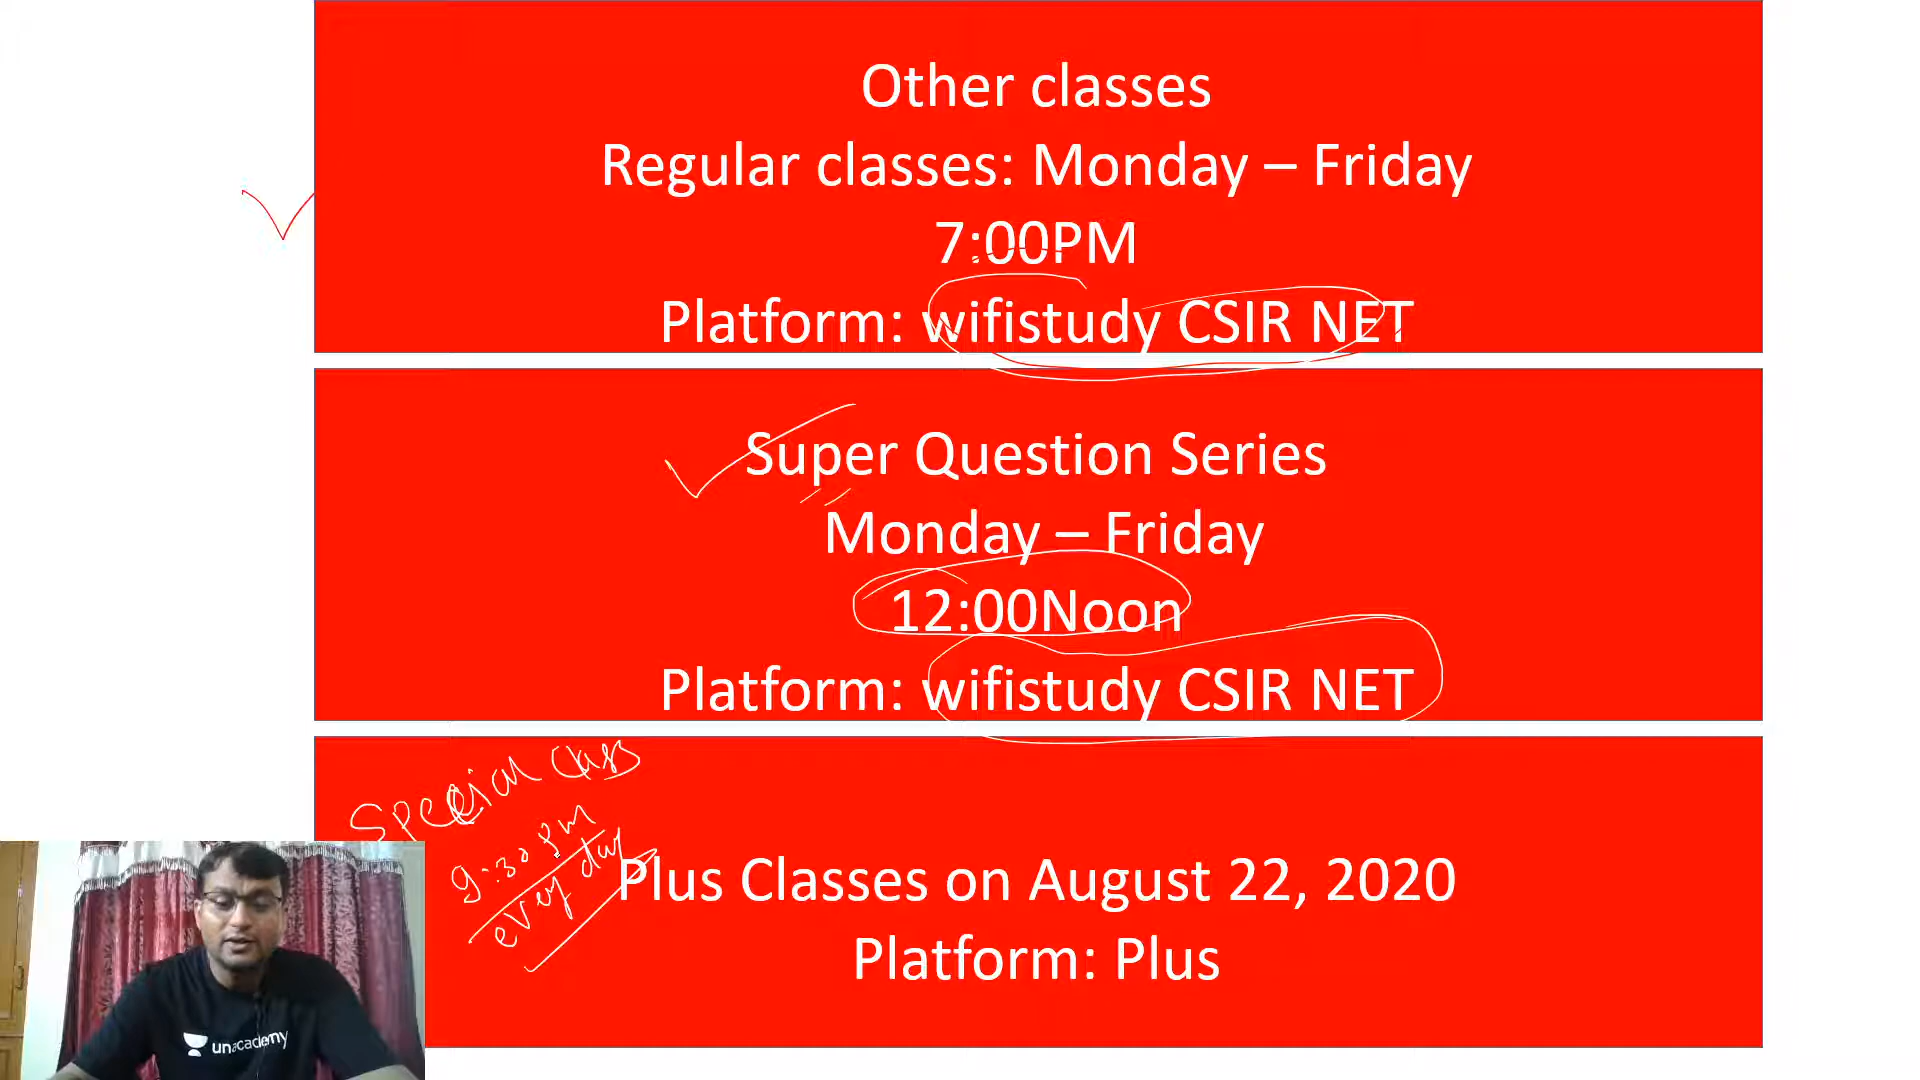 Other classes
Regular classes: Monday – Friday
7:00PM
Platform: wifistudy CSIR NET
Super Question Series
Monday – Friday
12:00Noon
Platform: wifistudy CSIR NET
Special Class
9:30 PM
every day
Plus Classes on August 22, 2020
Platform: Plus
unacademy